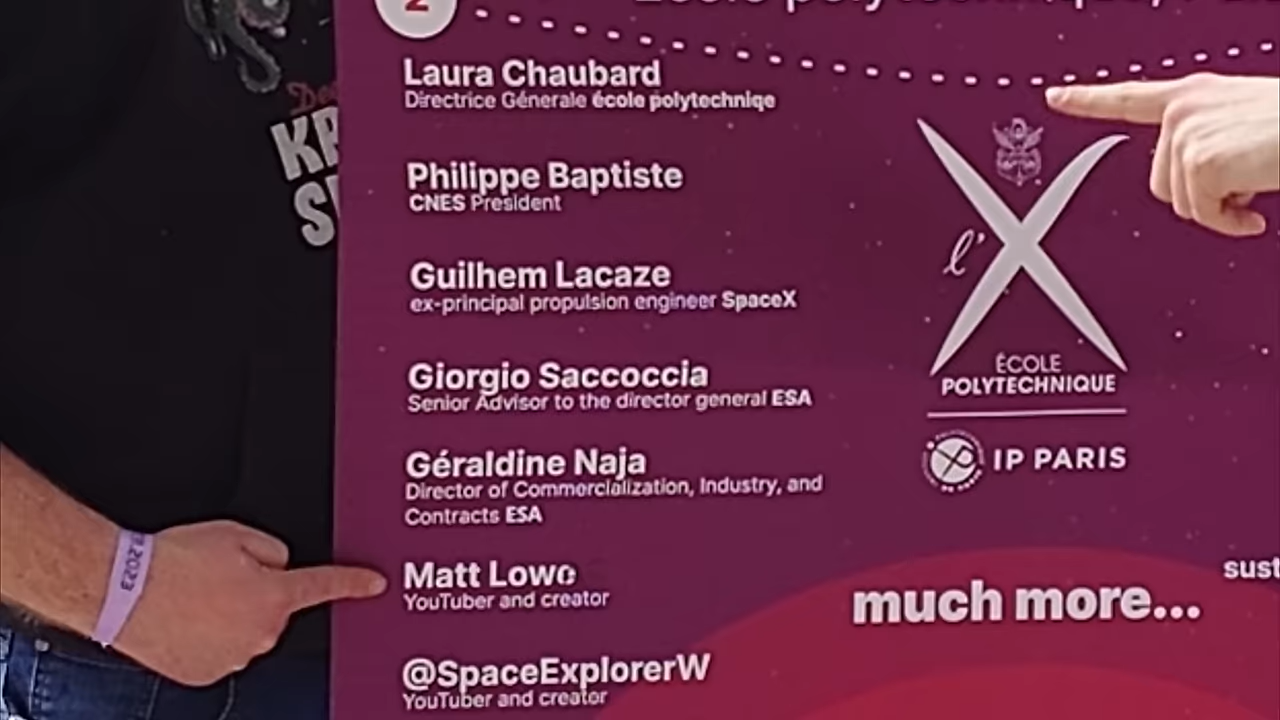 2
Laura Chaubard
Directrice Génerale école polytechniqe
Philippe Baptiste
CNES President
Guilhem Lacaze
ex-principal propulsion engineer SpaceX
Giorgio Saccoccia
Senior Advisor to the director general ESA
Géraldine Naja
Director of Commercialization, Industry, and
Contracts ESA
Matt Lowe
YouTuber and creator
@SpaceExplorerW
YouTuber and creator
l'X
ÉCOLE
POLYTECHNIQUE
IP PARIS
much more...
2023